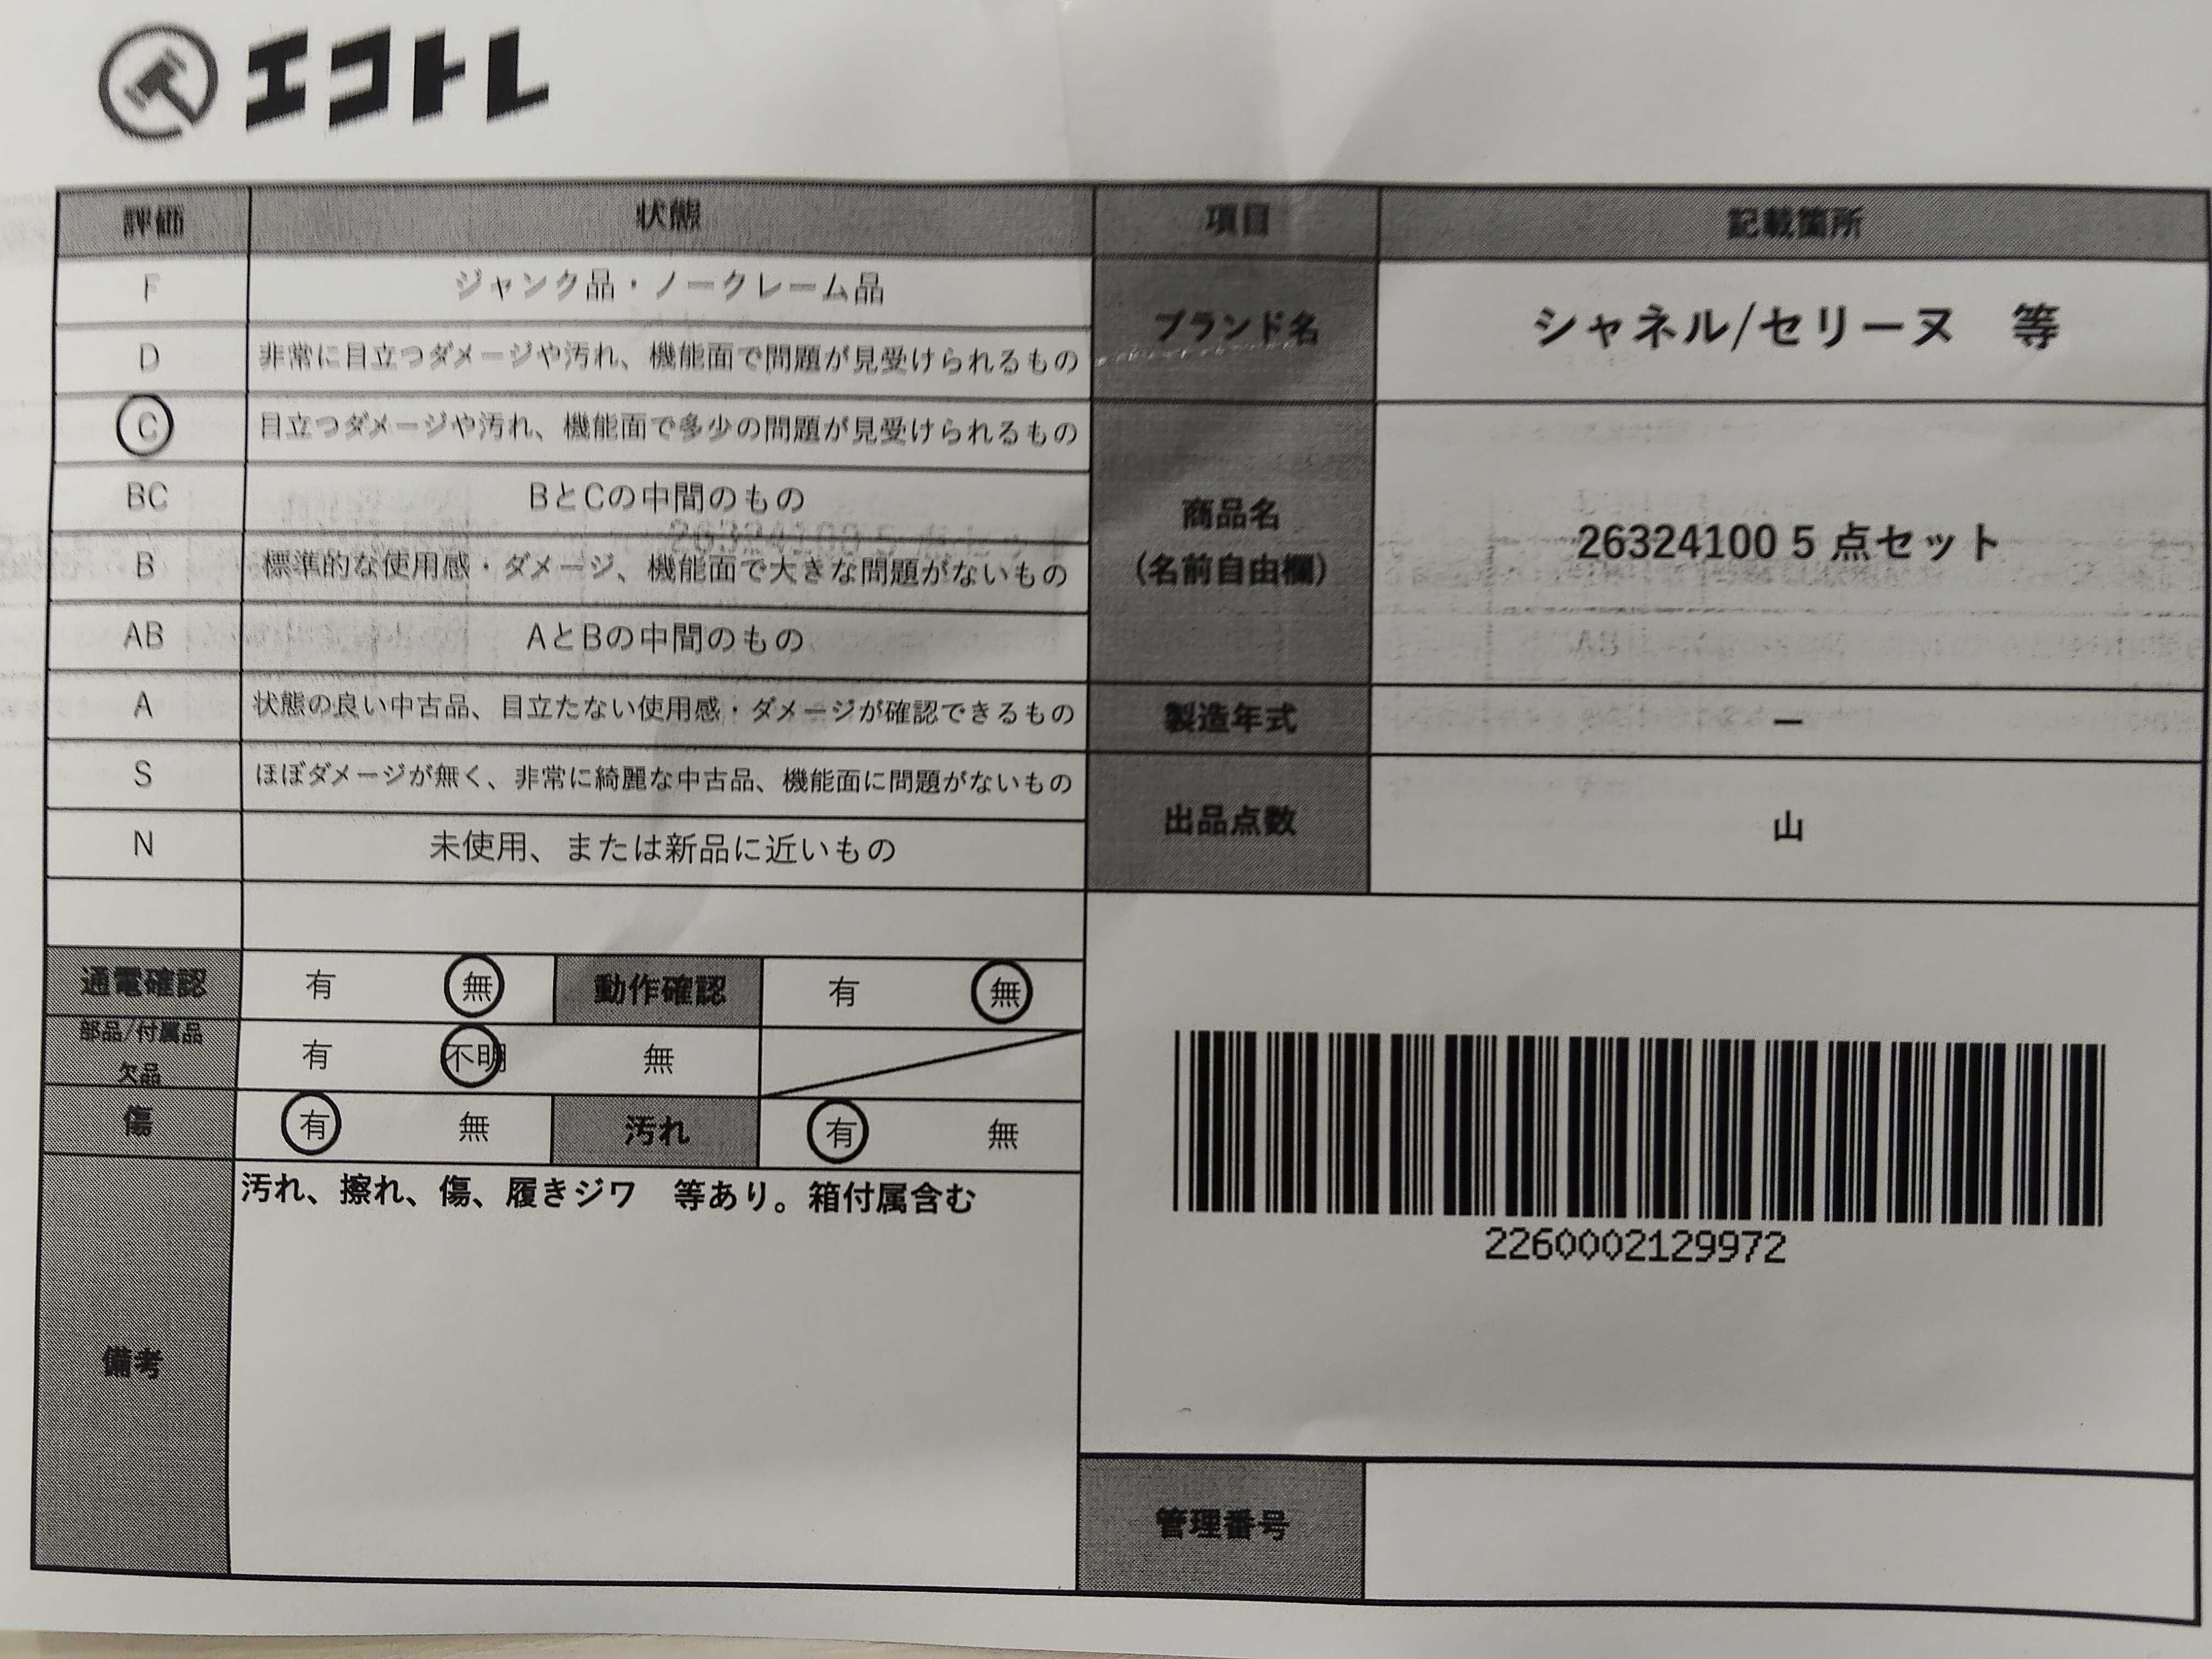 エコトレ
評価 状態 項目 記載箇所
F ジャンク品・ノークレーム品
D 非常に目立つダメージや汚れ、機能面で問題が見受けられるもの
C 目立つダメージや汚れ、機能面で多少の問題が見受けられるもの
BC BとCの中間のもの
B 標準的な使用感・ダメージ、機能面で大きな問題がないもの
AB AとBの中間のもの
A 状態の良い中古品、目立たない使用感・ダメージが確認できるもの
S ほぼダメージが無く、非常に綺麗な中古品、機能面に問題がないもの
N 未使用、または新品に近いもの
ブランド名 シャネル/セリーヌ 等
商品名
(名前自由欄)
26324100 5 点セット
製造年式 ー
出品点数 山
通電確認 有 無 動作確認 有 無
部品/付属品
欠品
有 不明 無
傷 有 無 汚れ 有 無
備考
汚れ、擦れ、傷、履きジワ 等あり。箱付属含む
2260002129972
管理番号